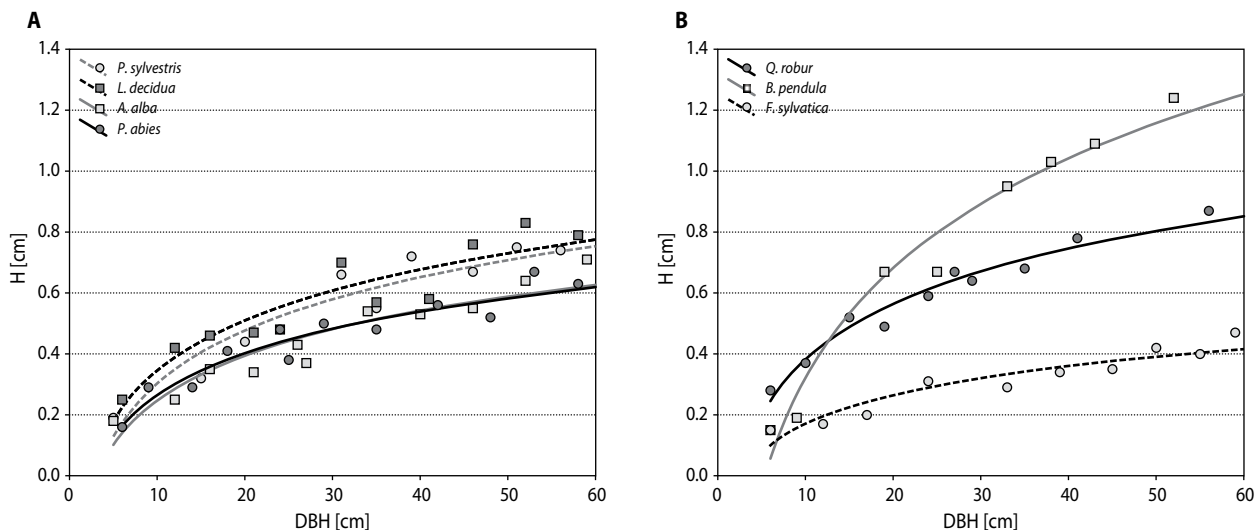 A
P. sylvestris
L. decidua
A. alba
P. abies
1.4
1.2
1.0
0.8
0.6
0.4
0.2
0.0
H [cm]
0 10 20 30 40 50 60
DBH [cm]
B
Q. robur
B. pendula
F. sylvatica
1.4
1.2
1.0
0.8
0.6
0.4
0.2
0.0
H [cm]
0 10 20 30 40 50 60
DBH [cm]